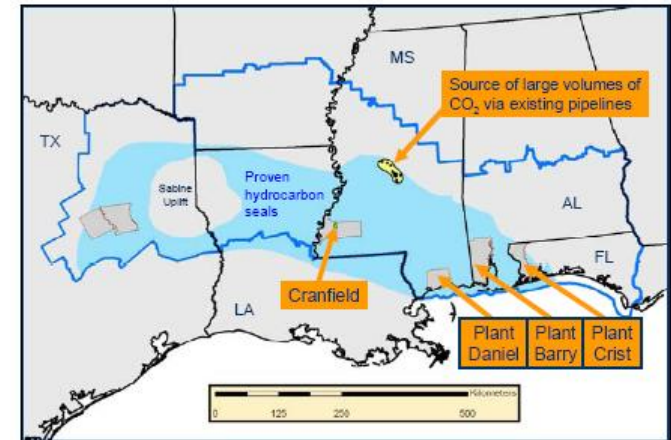 MS
Source of large volumes of
CO₂ via existing pipelines
TX
Sabine
Uplift
Proven
hydrocarbon
seals
AL
FL
Cranfield
LA
Plant
Daniel
Plant
Barry
Plant
Crist
Kilometers
0 125 250 500